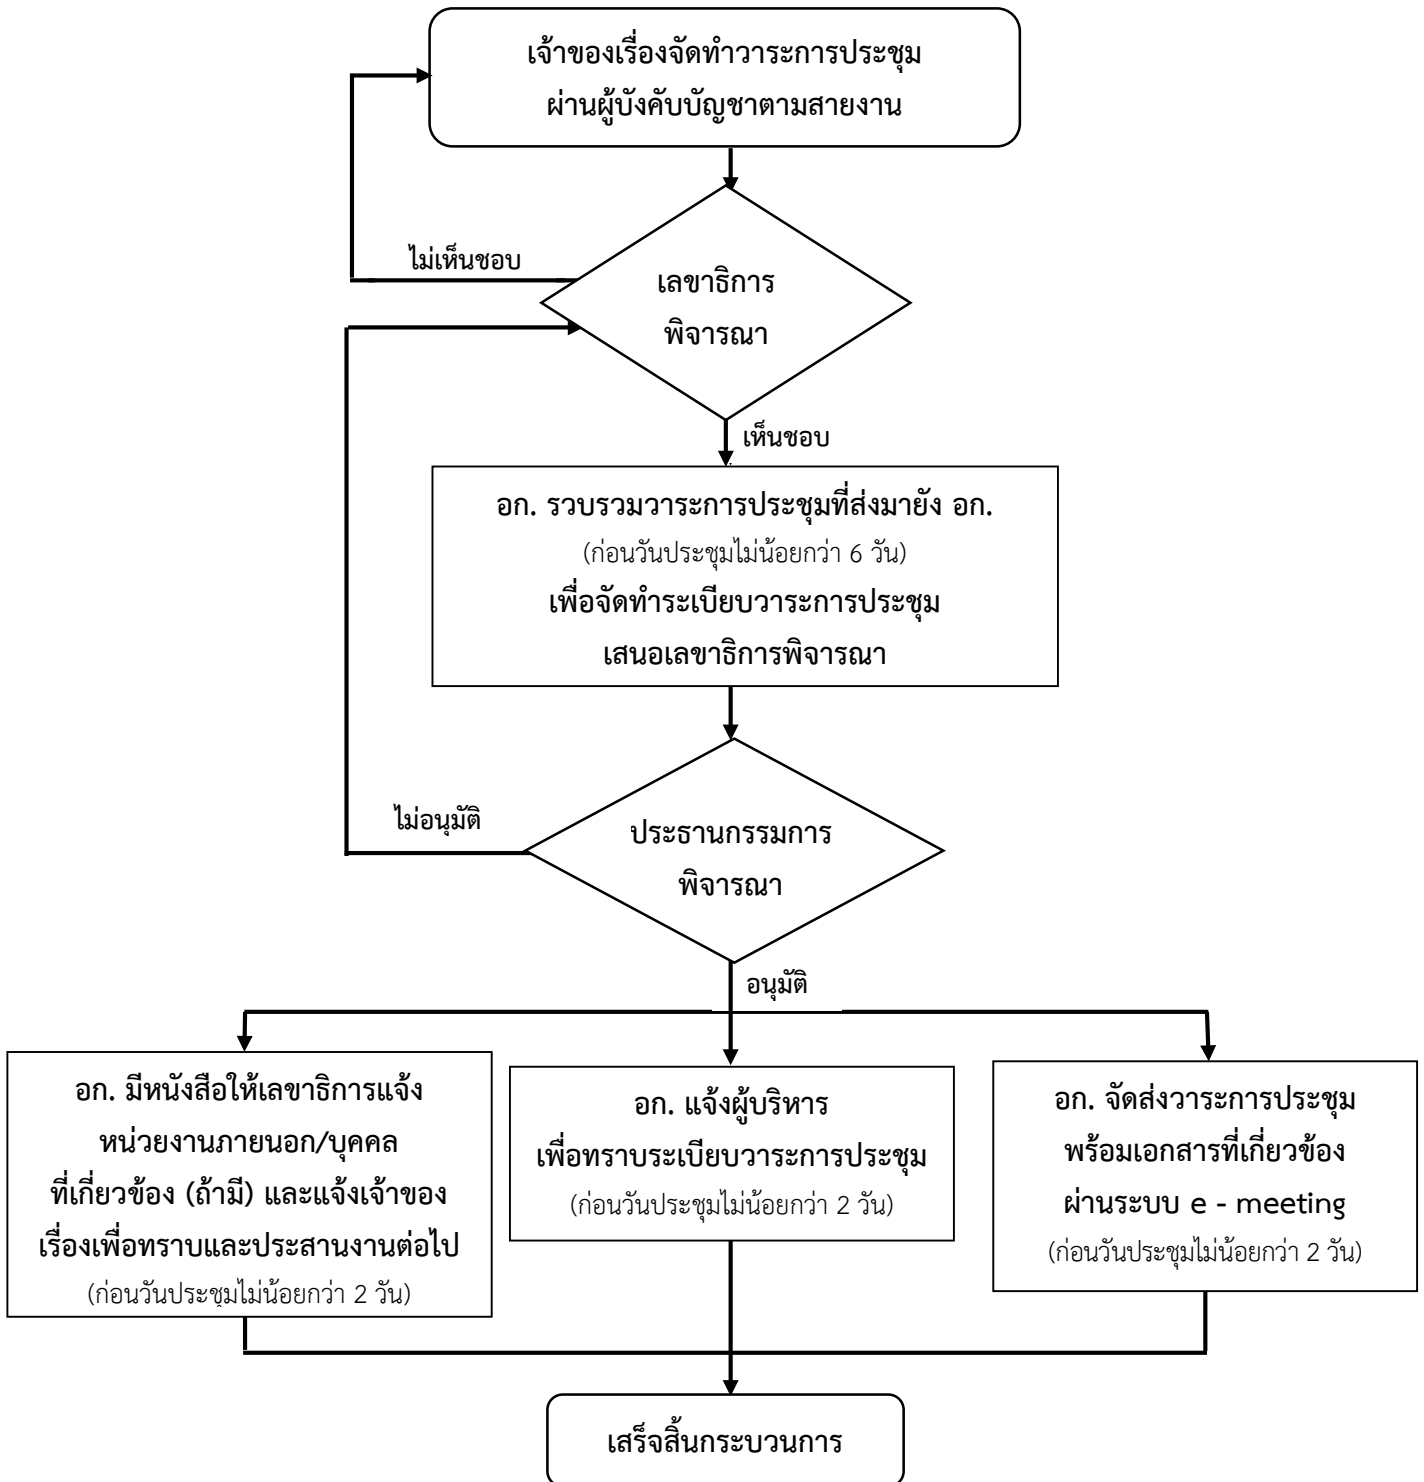 เจ้าของเรื่องจัดทำวาระการประชุม
ผ่านผู้บังคับบัญชาตามสายงาน
ไม่เห็นชอบ
เลขาธิการ
พิจารณา
เห็นชอบ
อก. รวบรวมวาระการประชุมที่ส่งมายัง อก.
(ก่อนวันประชุมไม่น้อยกว่า 6 วัน)
เพื่อจัดทำระเบียบวาระการประชุม
เสนอเลขาธิการพิจารณา
ไม่อนุมัติ
ประธานกรรมการ
พิจารณา
อนุมัติ
อก. มีหนังสือให้เลขาธิการแจ้ง
หน่วยงานภายนอก/บุคคล
ที่เกี่ยวข้อง (ถ้ามี) และแจ้งเจ้าของ
เรื่องเพื่อทราบและประสานงานต่อไป
(ก่อนวันประชุมไม่น้อยกว่า 2 วัน)
อก. แจ้งผู้บริหาร
เพื่อทราบระเบียบวาระการประชุม
(ก่อนวันประชุมไม่น้อยกว่า 2 วัน)
อก. จัดส่งวาระการประชุม
พร้อมเอกสารที่เกี่ยวข้อง
ผ่านระบบ e - meeting
(ก่อนวันประชุมไม่น้อยกว่า 2 วัน)
เสร็จสิ้นกระบวนการ